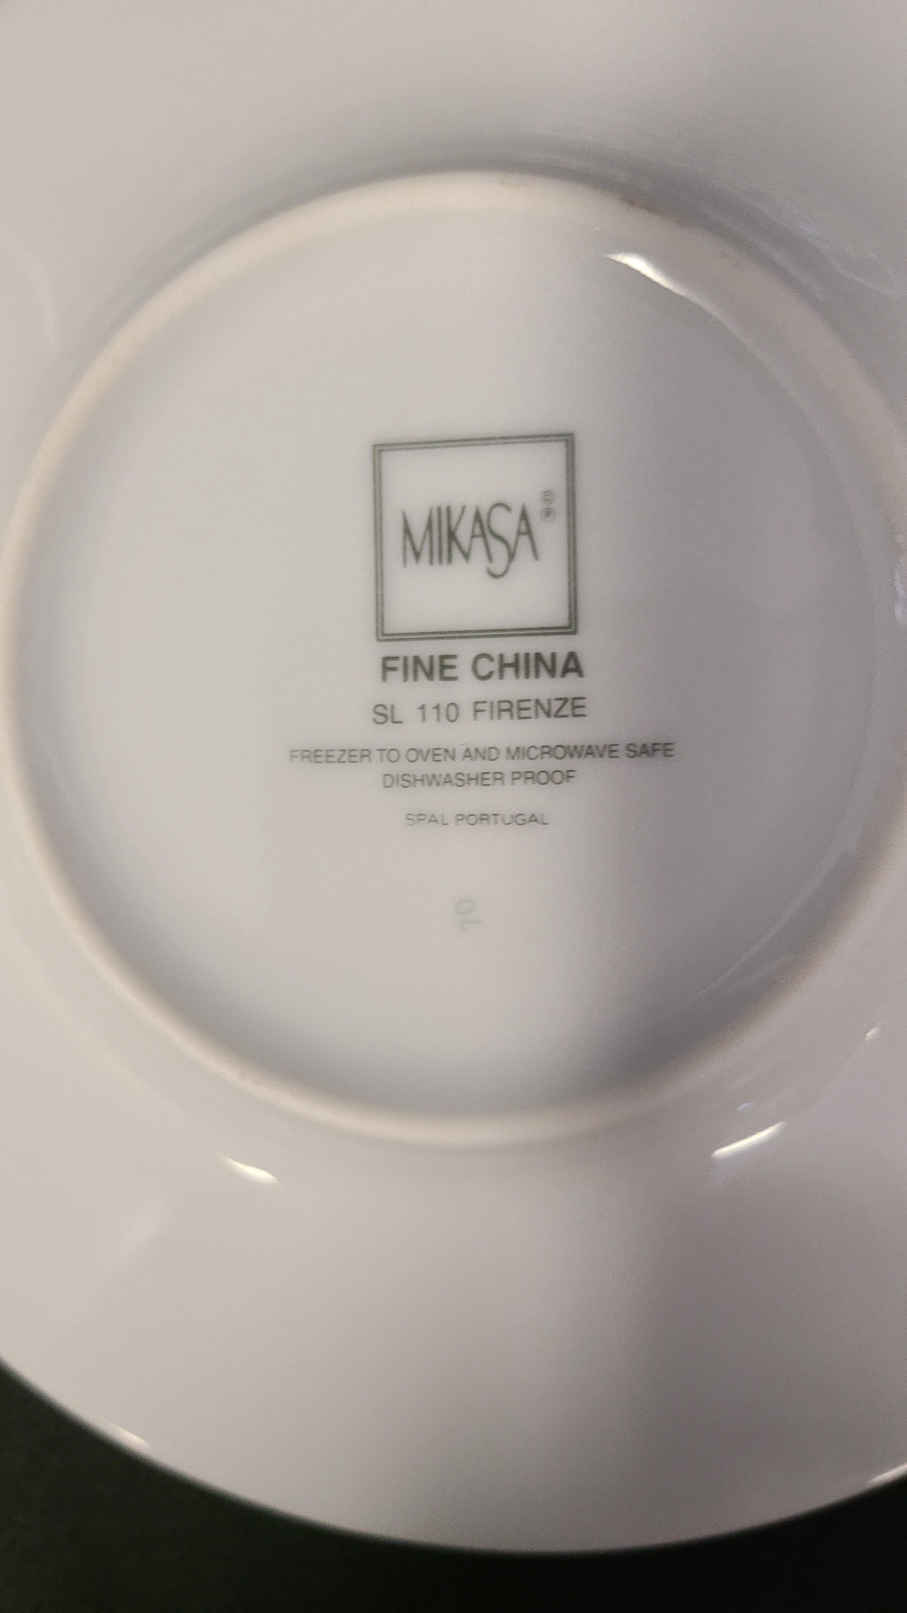 MIKASA®
FINE CHINA
SL 110 FIRENZE
FREEZER TO OVEN AND MICROWAVE SAFE
DISHWASHER PROOF
SPAL PORTUGAL